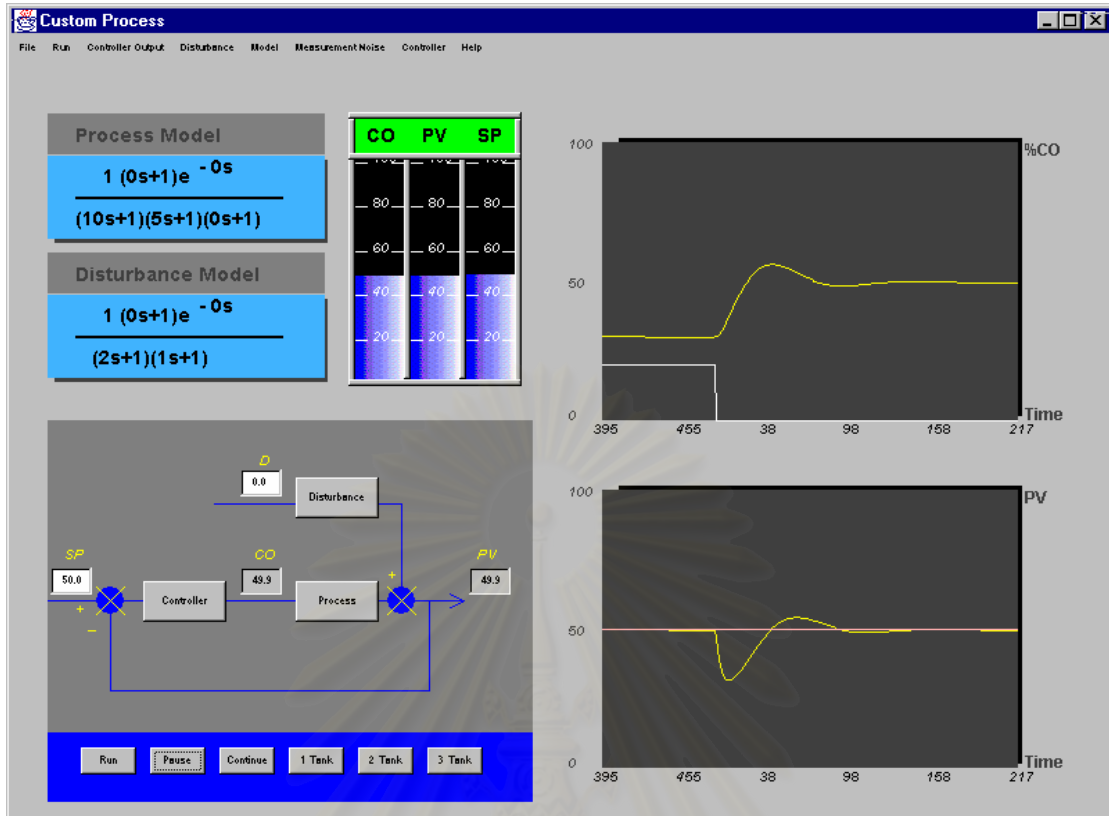 Custom Process
File Run Controller Output Disturbance Model Measurement Noise Controller Help
Process Model
1 (0s+1)e - 0s
(10s+1)(5s+1)(0s+1)
Disturbance Model
1 (0s+1)e - 0s
(2s+1)(1s+1)
CO PV SP
100 100 100
80 80 80
60 60 60
40 40 40
20 20 20
100
%CO
50
0
Time
395 455 38 98 158 217
D
0.0
Disturbance
SP
50.0
CO
49.9
PV
49.9
+
+
−
Controller
Process
Run Pause Continue 1 Tank 2 Tank 3 Tank
100
PV
50
0
Time
395 455 38 98 158 217